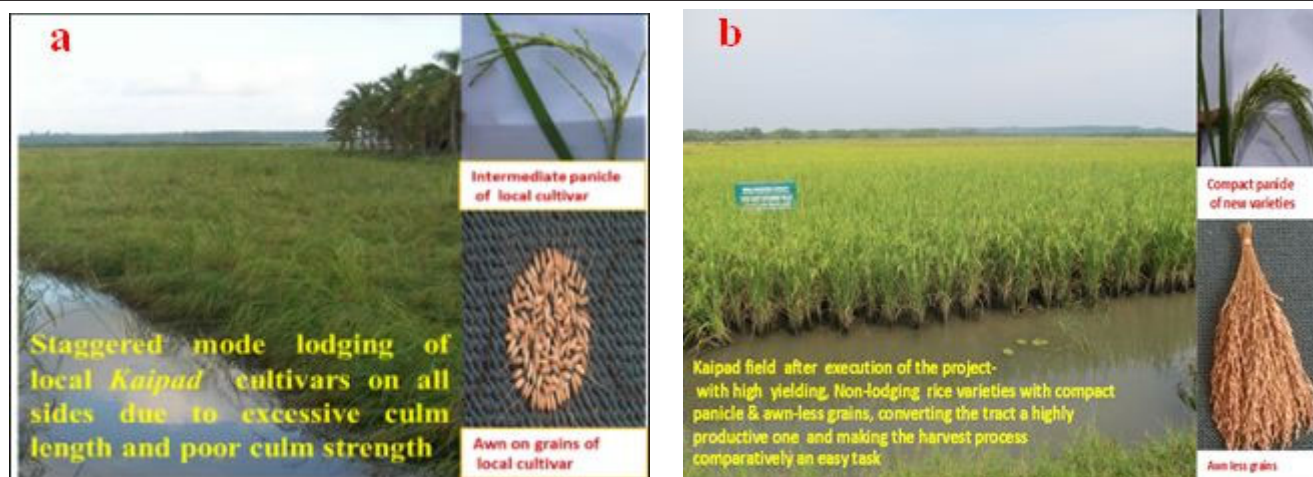 a
Intermediate panicle
of local cultivar
Staggered mode lodging of
local Kaipad cultivars on all
sides due to excessive culm
length and poor culm strength
Awn on grains of
local cultivar
b
Compact panicle
of new varieties
Kaipad field after execution of the project-
with high yielding, Non-lodging rice varieties with compact
panicle & awn-less grains, converting the tract a highly
productive one and making the harvest process
comparatively an easy task
Awn less grains